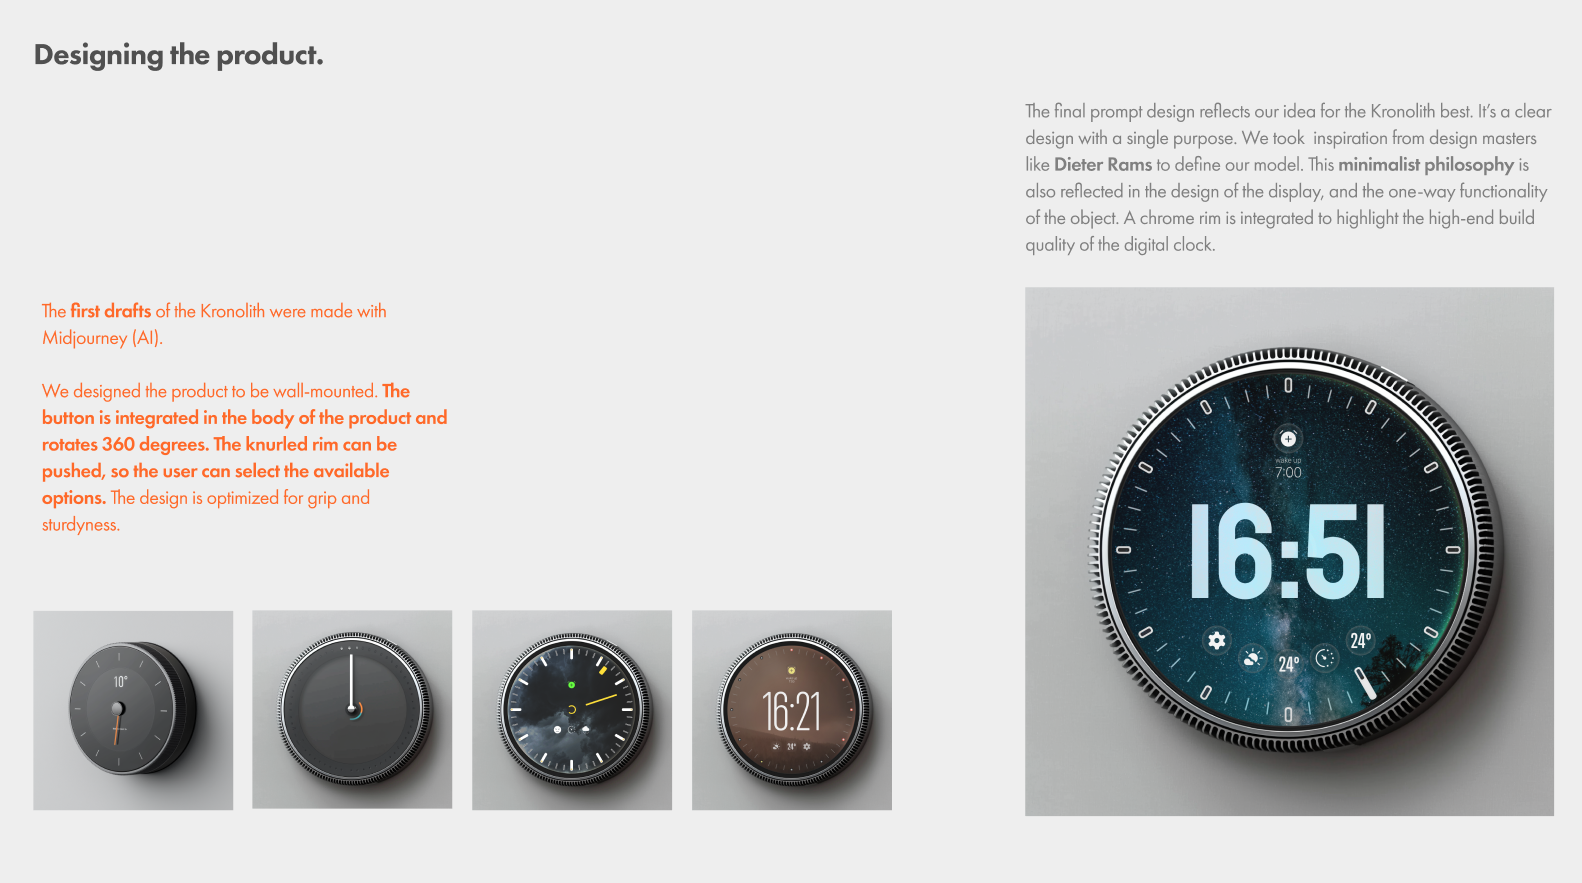 Designing the product.
The final prompt design reflects our idea for the Kronolith best. It's a clear
design with a single purpose. We took  inspiration from design masters
like Dieter Rams to define our model. This minimalist philosophy is
also reflected in the design of the display, and the one-way functionality
of the object. A chrome rim is integrated to highlight the high-end build
quality of the digital clock.
The first drafts of the Kronolith were made with
Midjourney (AI).
We designed the product to be wall-mounted. The
button is integrated in the body of the product and
rotates 360 degrees. The knurled rim can be
pushed, so the user can select the available
options. The design is optimized for grip and
sturdyness.
10°
16:21
24°
wake up
7:00
16:51
24°
24°